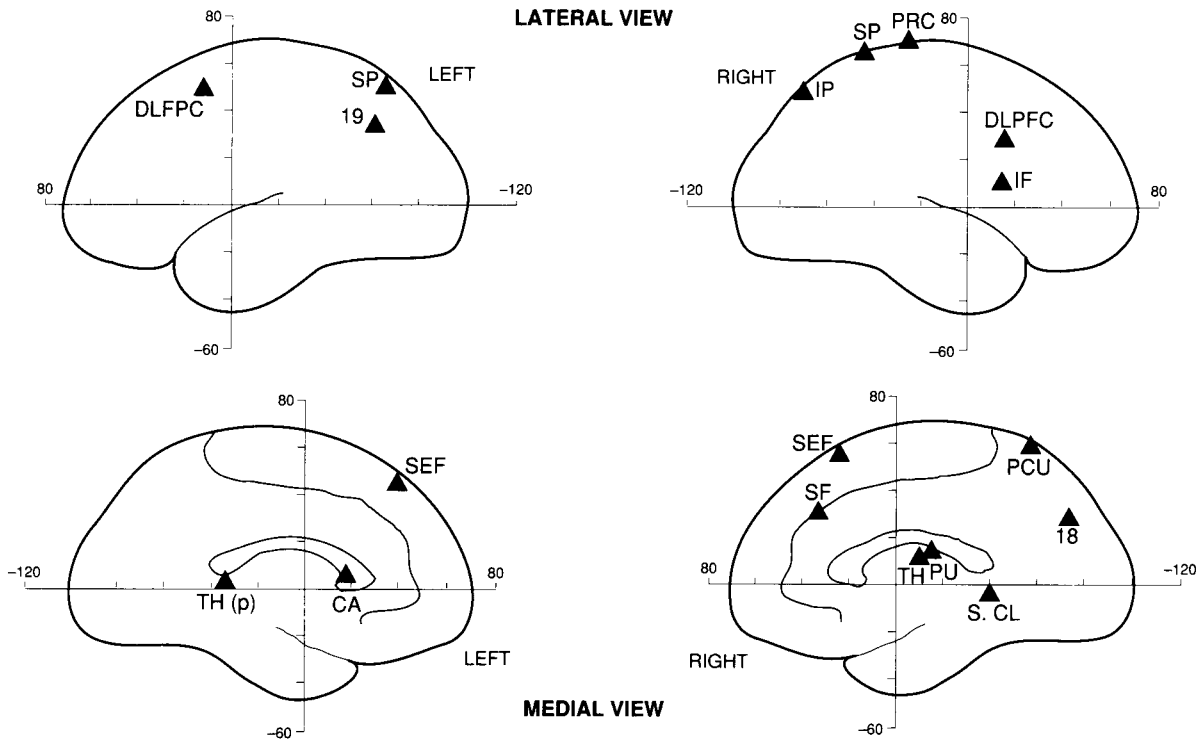 LATERAL VIEW
80
LEFT
DLFPC
SP
19
80
-120
-60
80
RIGHT
SP
PRC
IP
DLPFC
IF
-120
80
-60
80
SEF
-120
80
TH (p)
CA
LEFT
-60
80
SEF
PCU
SF
18
TH
PU
80
-120
S. CL
RIGHT
-60
MEDIAL VIEW